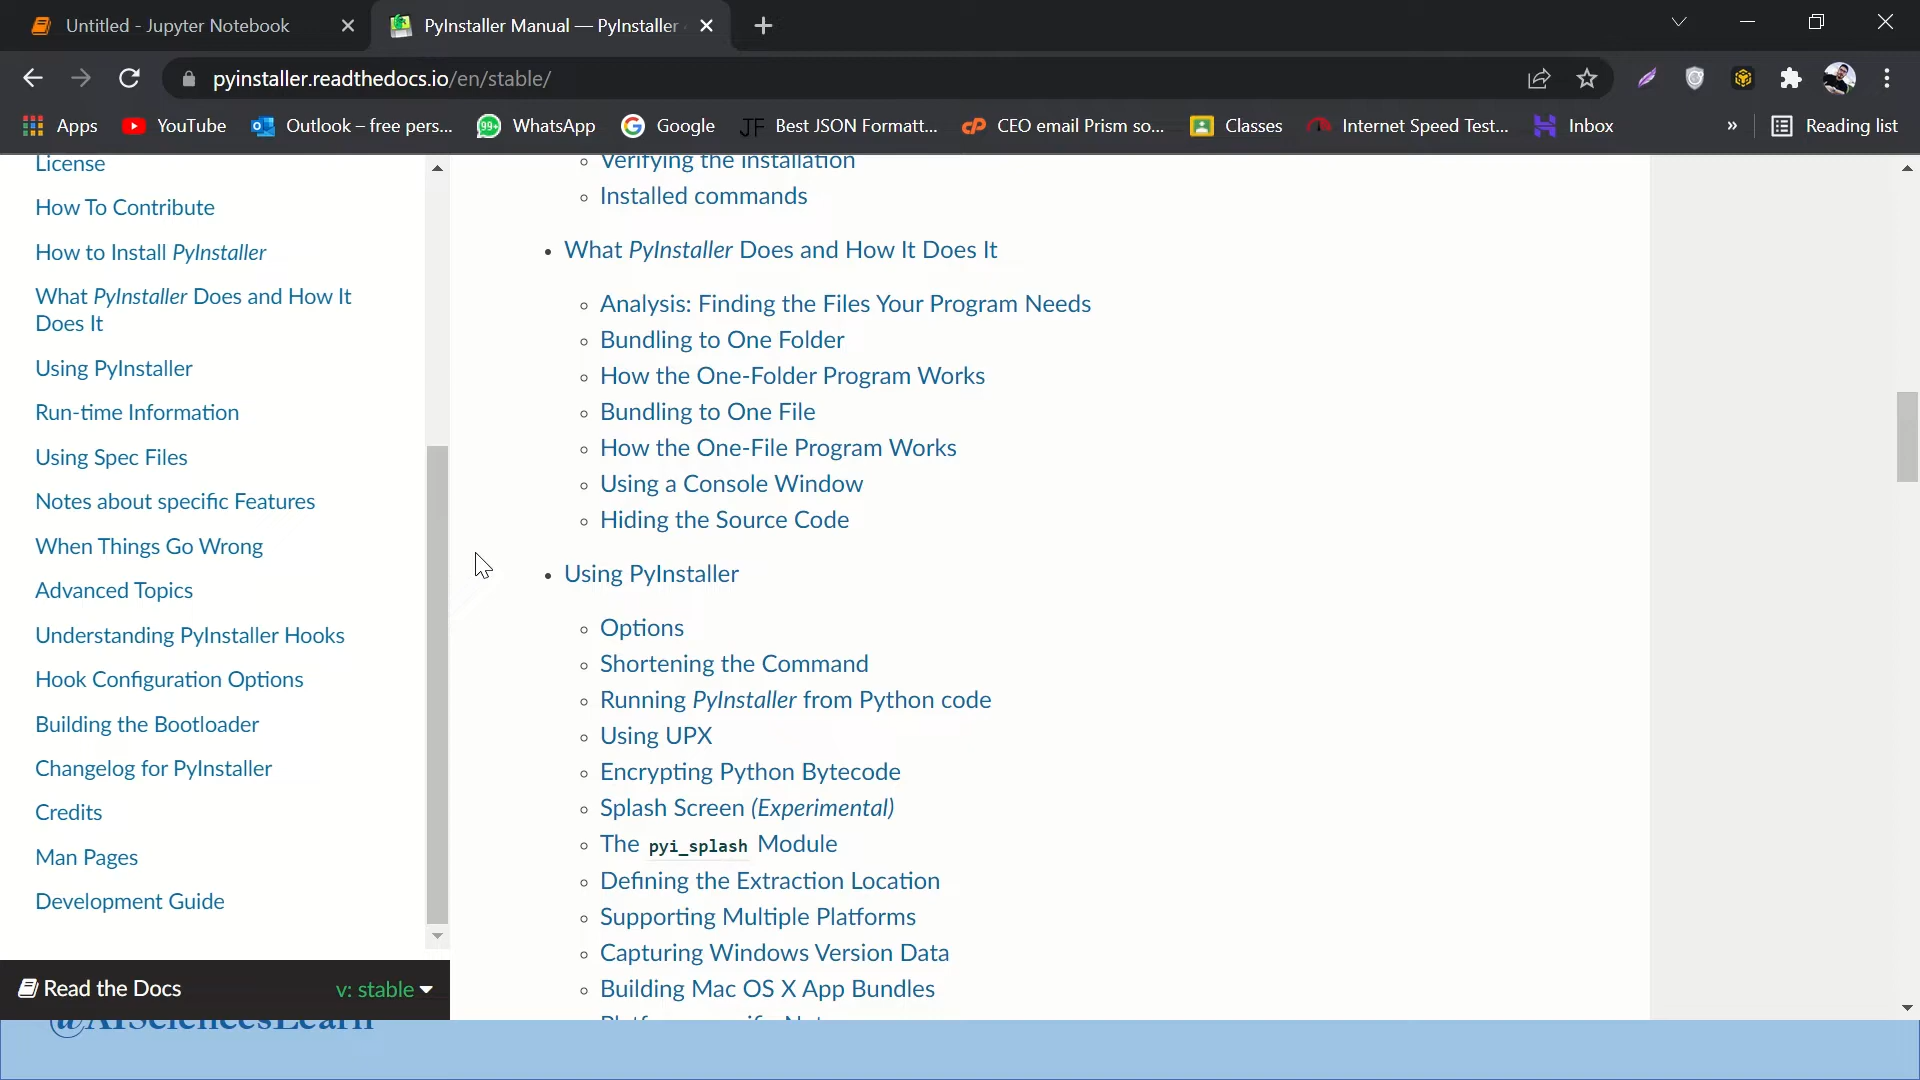 Untitled - Jupyter Notebook
PyInstaller Manual — PyInstaller
pyinstaller.readthedocs.io/en/stable/
Apps
YouTube
Outlook – free pers...
99+
WhatsApp
Google
JF
Best JSON Formatt...
CEO email Prism so...
Classes
Internet Speed Test...
Inbox
»
Reading list
License
How To Contribute
How to Install PyInstaller
What PyInstaller Does and How It
Does It
Using PyInstaller
Run-time Information
Using Spec Files
Notes about specific Features
When Things Go Wrong
Advanced Topics
Understanding PyInstaller Hooks
Hook Configuration Options
Building the Bootloader
Changelog for PyInstaller
Credits
Man Pages
Development Guide
Read the Docs
v: stable
Verifying the installation
Installed commands
What PyInstaller Does and How It Does It
Analysis: Finding the Files Your Program Needs
Bundling to One Folder
How the One-Folder Program Works
Bundling to One File
How the One-File Program Works
Using a Console Window
Hiding the Source Code
Using PyInstaller
Options
Shortening the Command
Running PyInstaller from Python code
Using UPX
Encrypting Python Bytecode
Splash Screen (Experimental)
The pyi_splash Module
Defining the Extraction Location
Supporting Multiple Platforms
Capturing Windows Version Data
Building Mac OS X App Bundles
@AISciencesLearn